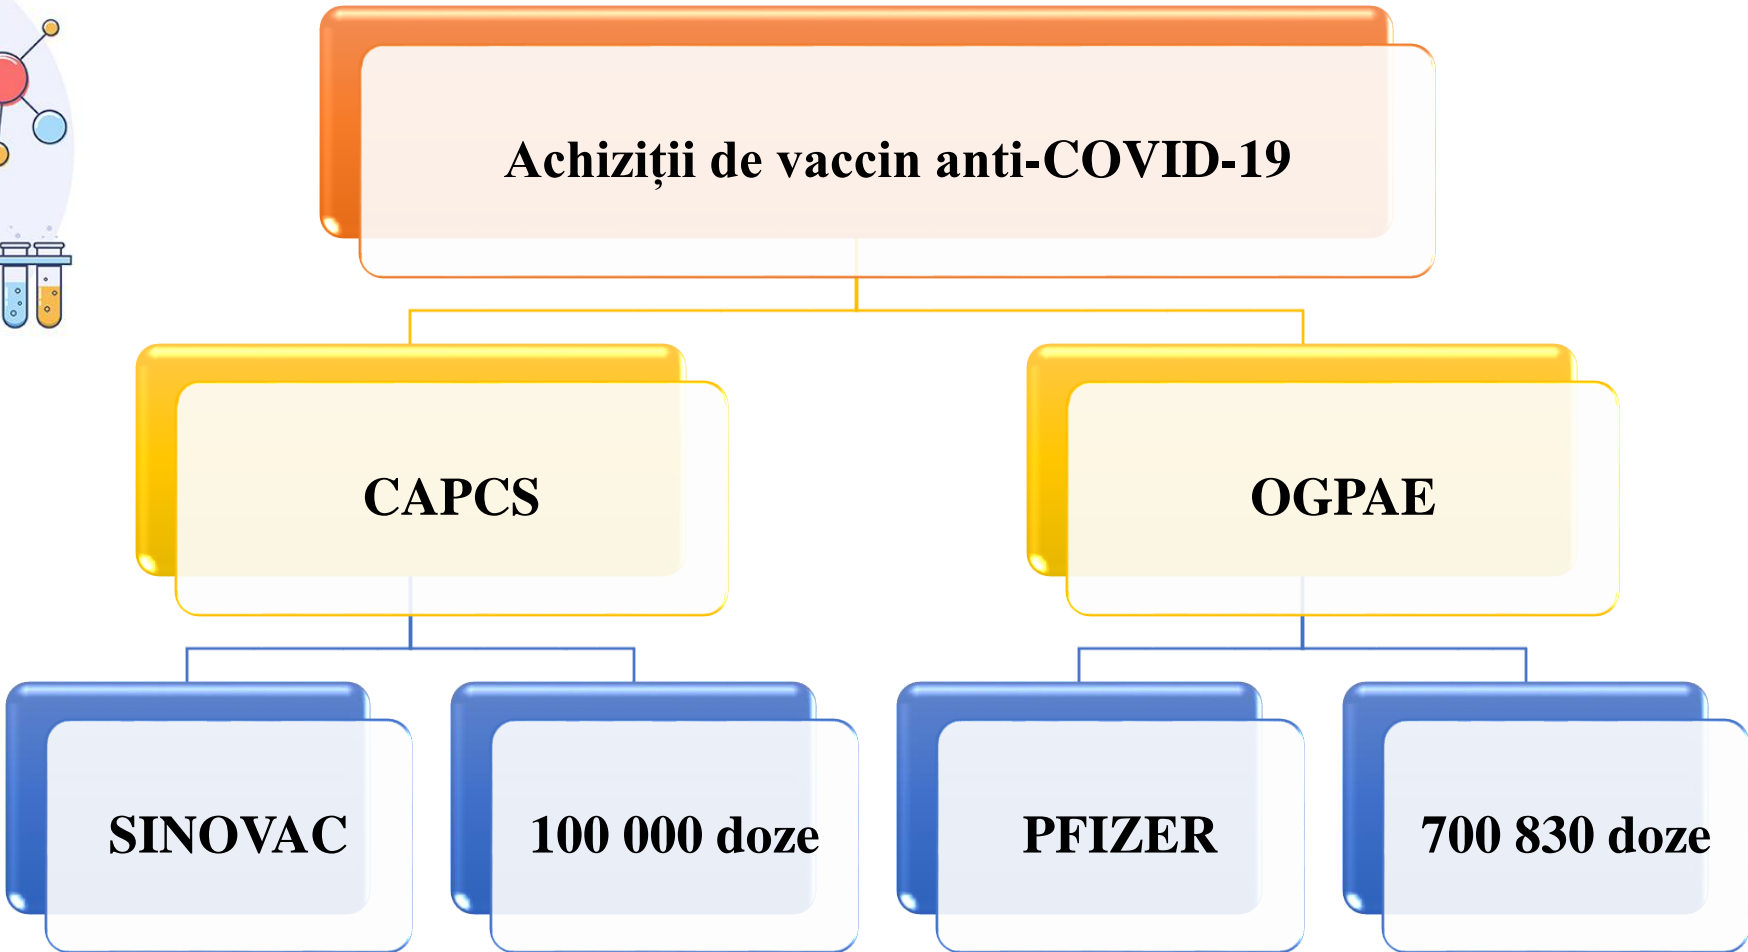 Achiziții de vaccin anti-COVID-19
CAPCS
OGPAE
SINOVAC
100 000 doze
PFIZER
700 830 doze